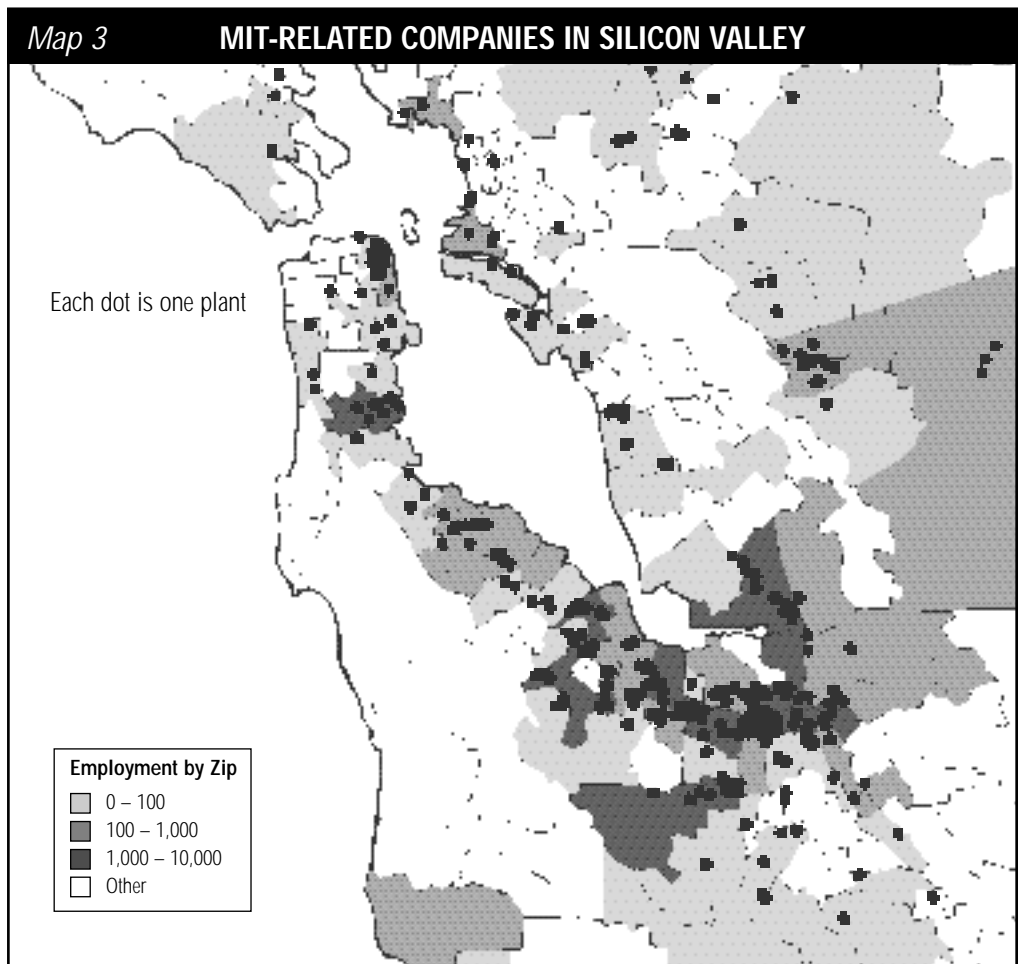 Map 3
MIT-RELATED COMPANIES IN SILICON VALLEY
Each dot is one plant
Employment by Zip
0 – 100
100 – 1,000
1,000 – 10,000
Other